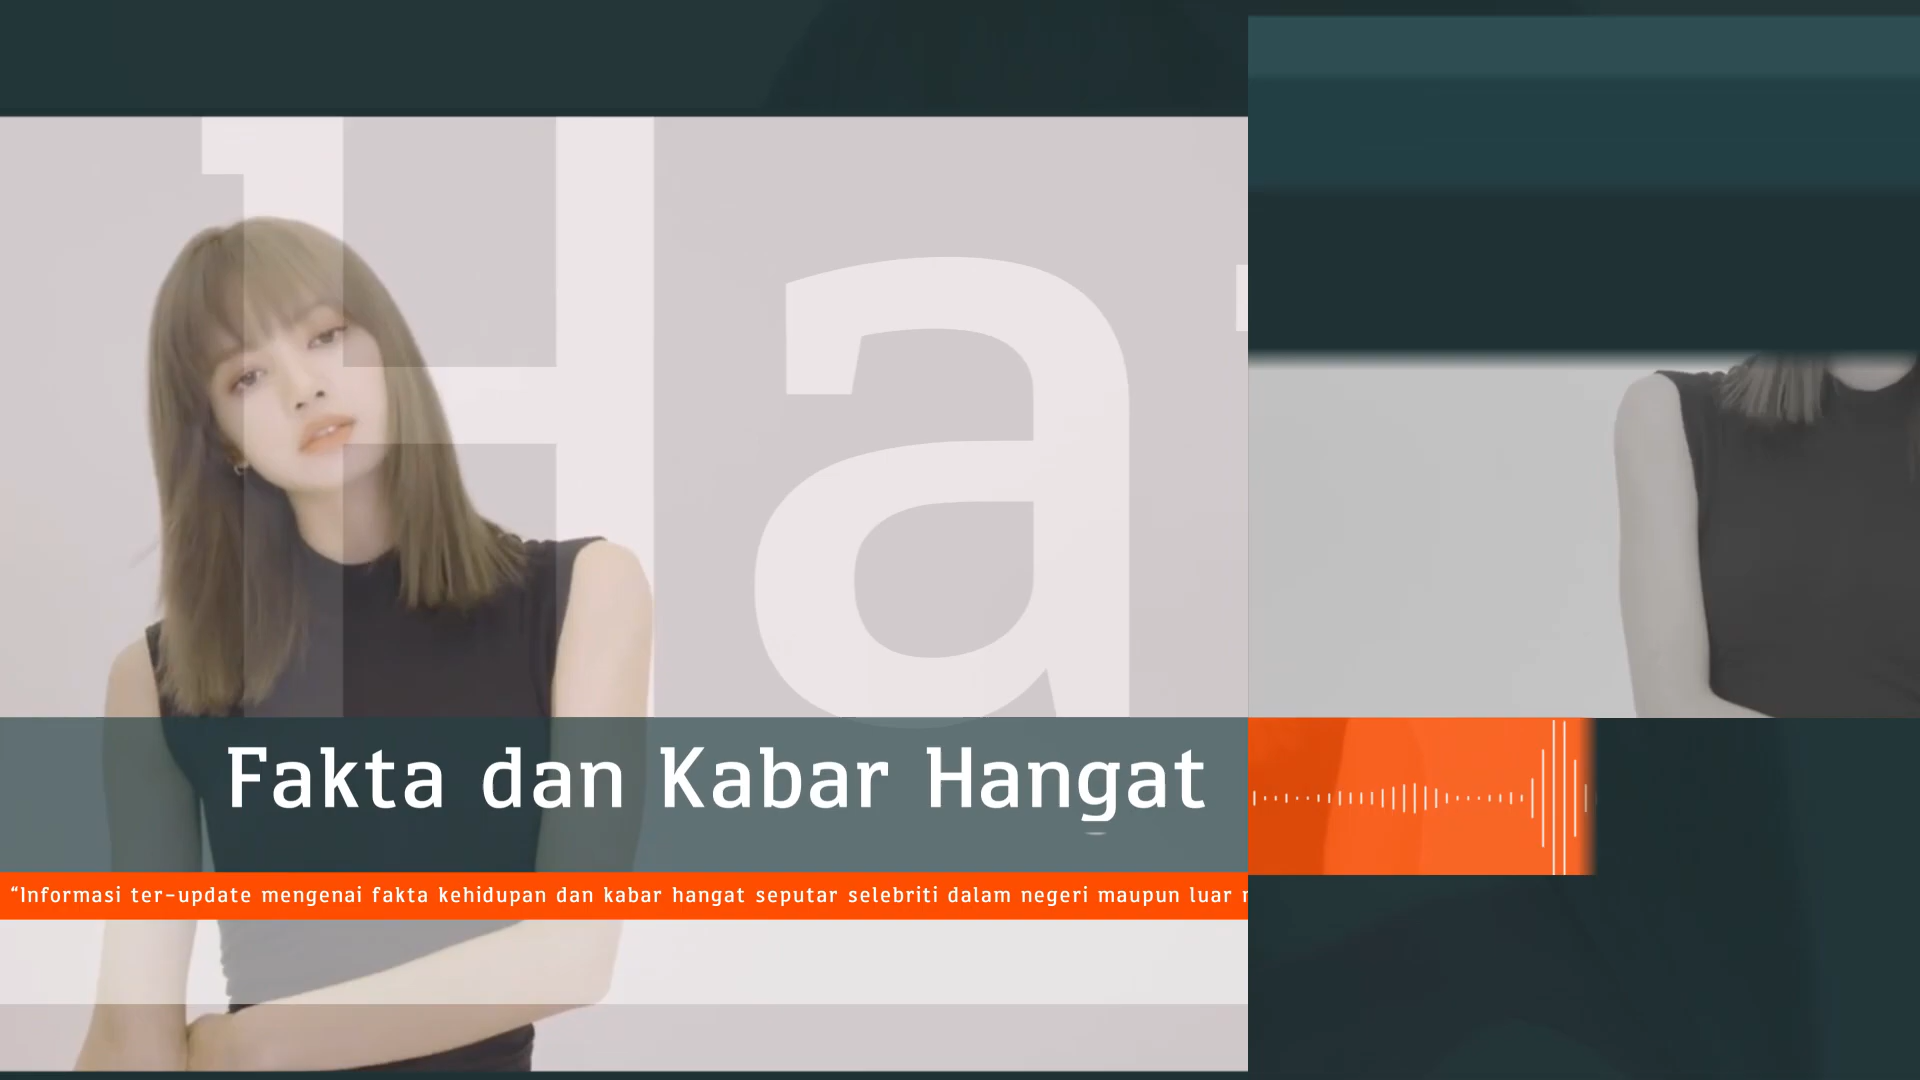 Ha
Fakta dan Kabar Hangat
“Informasi ter-update mengenai fakta kehidupan dan kabar hangat seputar selebriti dalam negeri maupun luar